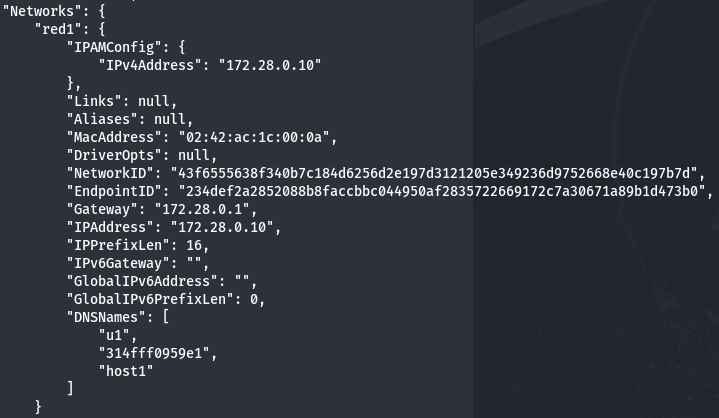 "Networks": {
"red1": {
"IPAMConfig": {
"IPv4Address": "172.28.0.10"
},
"Links": null,
"Aliases": null,
"MacAddress": "02:42:ac:1c:00:0a",
"DriverOpts": null,
"NetworkID": "43f6555638f340b7c184d6256d2e197d3121205e349236d9752668e40c197b7d",
"EndpointID": "234def2a2852088b8faccbbc044950af2835722669172c7a30671a89b1d473b0",
"Gateway": "172.28.0.1",
"IPAddress": "172.28.0.10",
"IPPrefixLen": 16,
"IPv6Gateway": "",
"GlobalIPv6Address": "",
"GlobalIPv6PrefixLen": 0,
"DNSNames": [
"u1",
"314fff0959e1",
"host1"
]
}